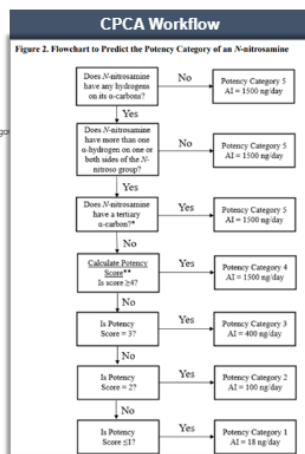 CPCA Workflow
Figure 2. Flowchart to Predict the Potency Category of an N-nitrosamine
Does N-nitrosamine
have any hydrogens
on its α-carbons?
No
Potency Category 5
AI = 1500 ng/day
Yes
Does N-nitrosamine
have more than one
α-hydrogen on one or
both sides of the N-
nitroso group?
No
Potency Category 5
AI = 1500 ng/day
Yes
Does N-nitrosamine
have a tertiary
α-carbon?*
Yes
Potency Category 5
AI = 1500 ng/day
No
Calculate Potency
Score**
Is score ≥4?
Yes
Potency Category 4
AI = 1500 ng/day
No
Is Potency
Score = 3?
Yes
Potency Category 3
AI = 400 ng/day
No
Is Potency
Score = 2?
Yes
Potency Category 2
AI = 100 ng/day
No
Is Potency
Score ≤1?
Yes
Potency Category 1
AI = 18 ng/day